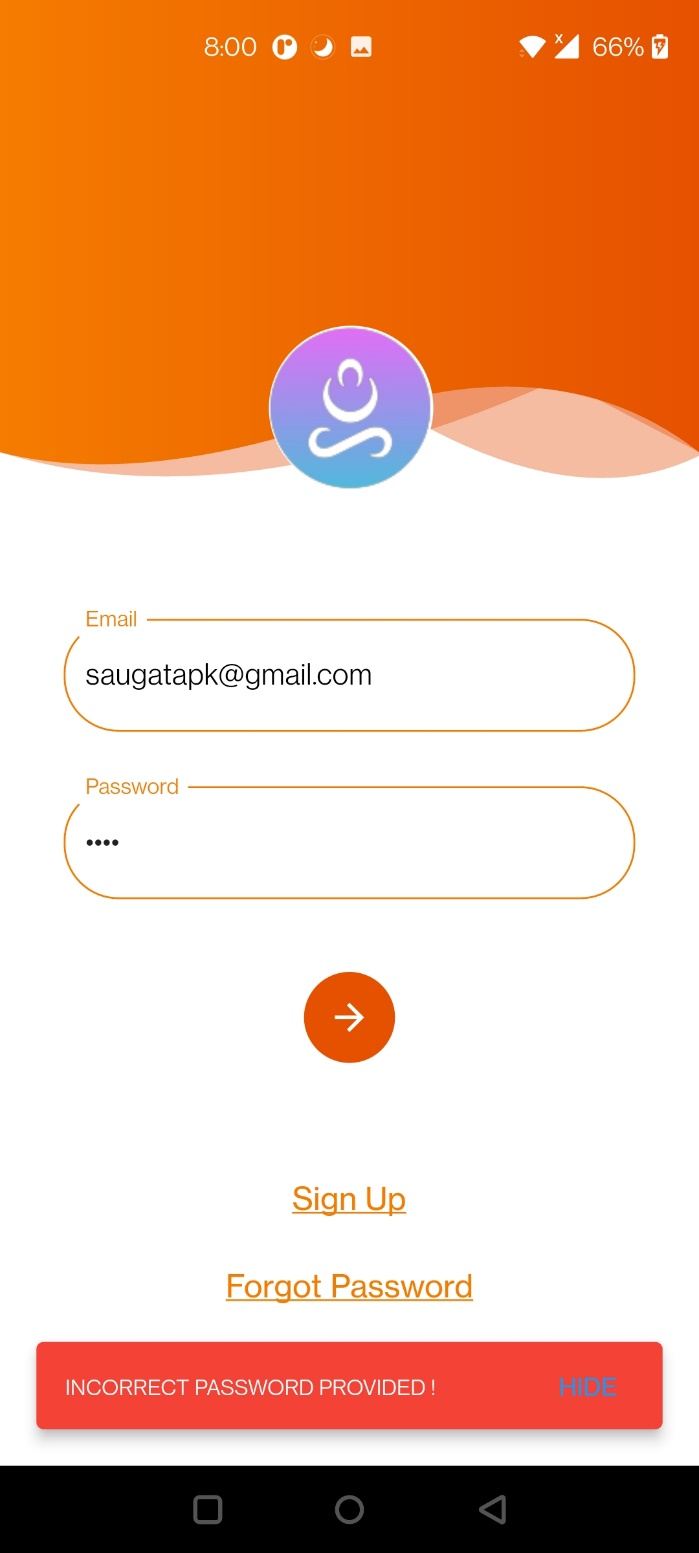 8:00 66%
Email
saugatapk@gmail.com
Password
••••
Sign Up
Forgot Password
INCORRECT PASSWORD PROVIDED ! HIDE